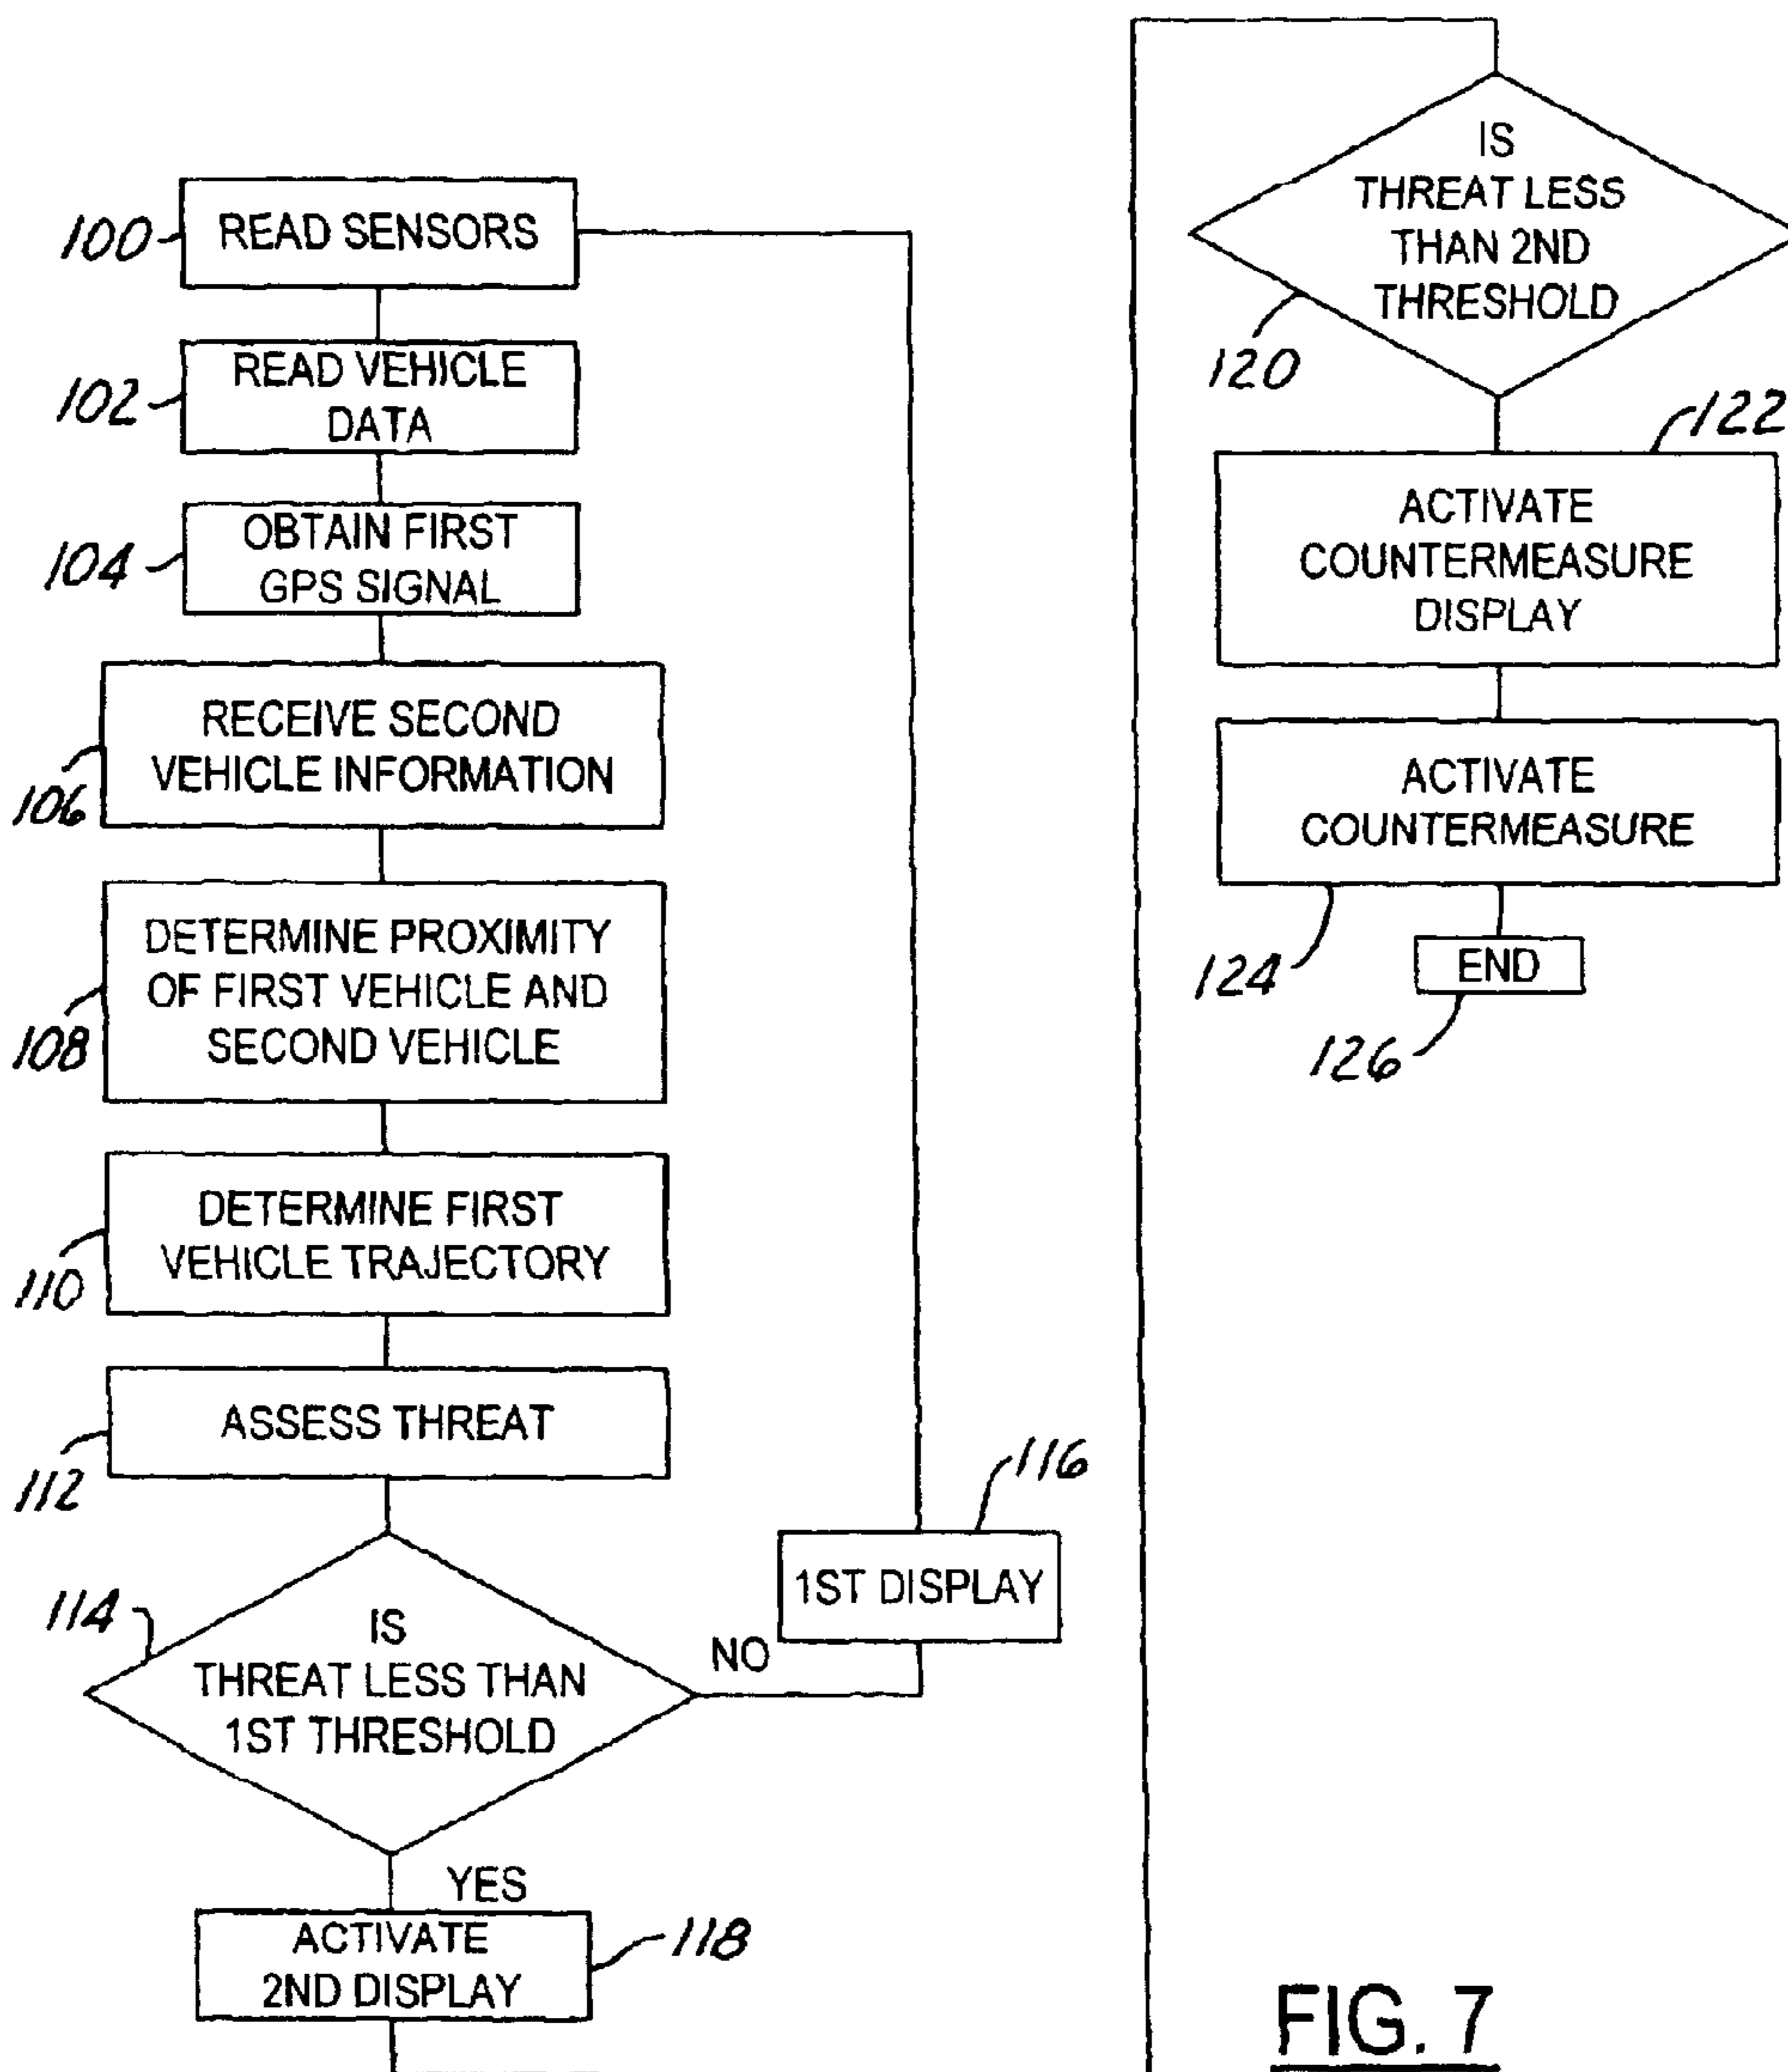 100
READ SENSORS
102
READ VEHICLE
DATA
104
OBTAIN FIRST
GPS SIGNAL
106
RECEIVE SECOND
VEHICLE INFORMATION
108
DETERMINE PROXIMITY
OF FIRST VEHICLE AND
SECOND VEHICLE
110
DETERMINE FIRST
VEHICLE TRAJECTORY
112
ASSESS THREAT
114
IS
THREAT LESS THAN
1ST THRESHOLD
NO
116
1ST DISPLAY
YES
ACTIVATE
2ND DISPLAY
118
IS
THREAT LESS
THAN 2ND
THRESHOLD
120
122
ACTIVATE
COUNTERMEASURE
DISPLAY
ACTIVATE
COUNTERMEASURE
124
END
126
FIG. 7